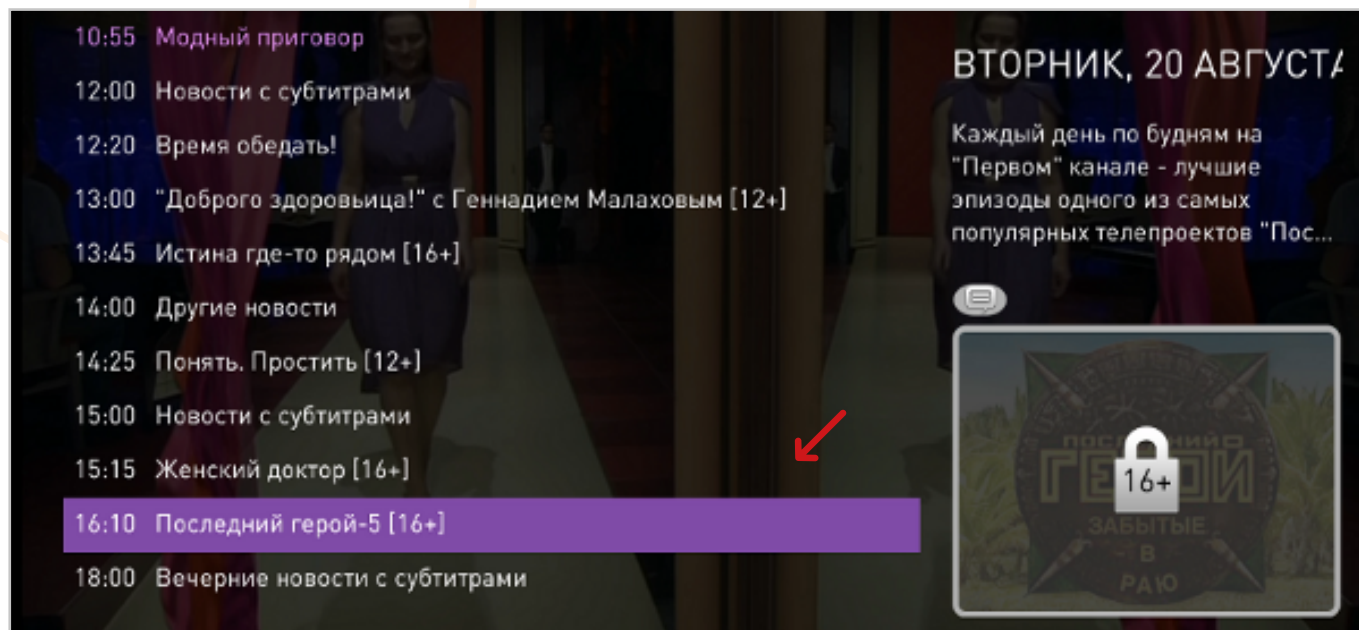 10:55 Модный приговор
12:00 Новости с субтитрами
12:20 Время обедать!
13:00 "Доброго здоровьица!" с Геннадием Малаховым [12+]
13:45 Истина где-то рядом [16+]
14:00 Другие новости
14:25 Понять. Простить [12+]
15:00 Новости с субтитрами
15:15 Женский доктор [16+]
16:10 Последний герой-5 [16+]
18:00 Вечерние новости с субтитрами
ВТОРНИК, 20 АВГУСТА
Каждый день по будням на
"Первом" канале - лучшие
эпизоды одного из самых
популярных телепроектов "Пос...
ПОСЛЕДНИЙ
ГЕРОЙ
16+
ЗАБЫТЫЕ
В
РАЮ